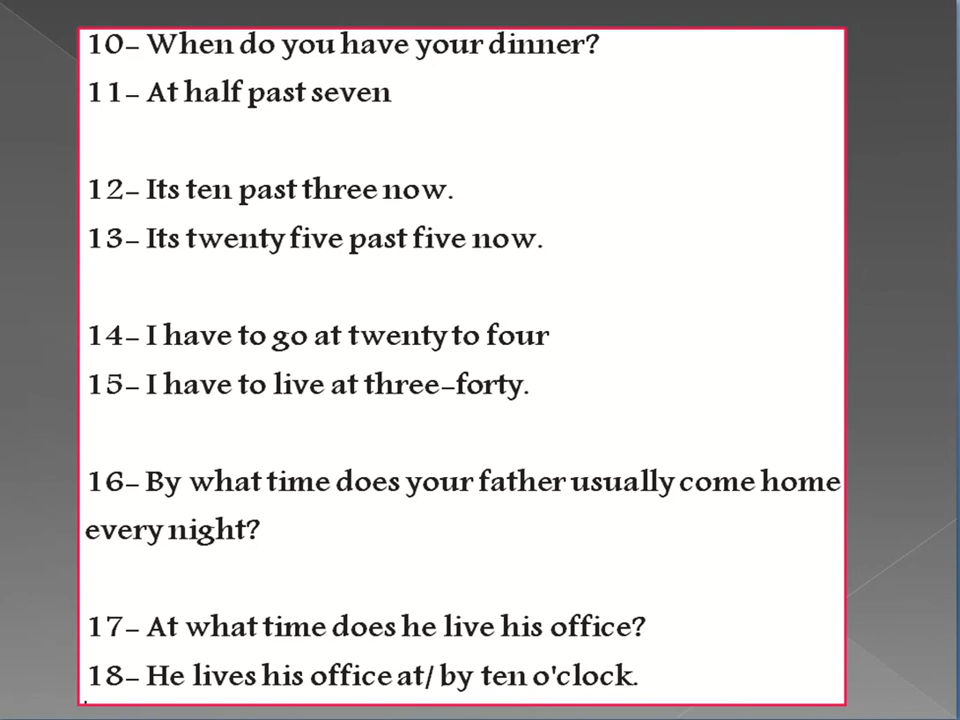 10- When do you have your dinner?
11- At half past seven
12- Its ten past three now.
13- Its twenty five past five now.
14- I have to go at twenty to four
15- I have to live at three-forty.
16- By what time does your father usually come home
every night?
17- At what time does he live his office?
18- He lives his office at/ by ten o'clock.